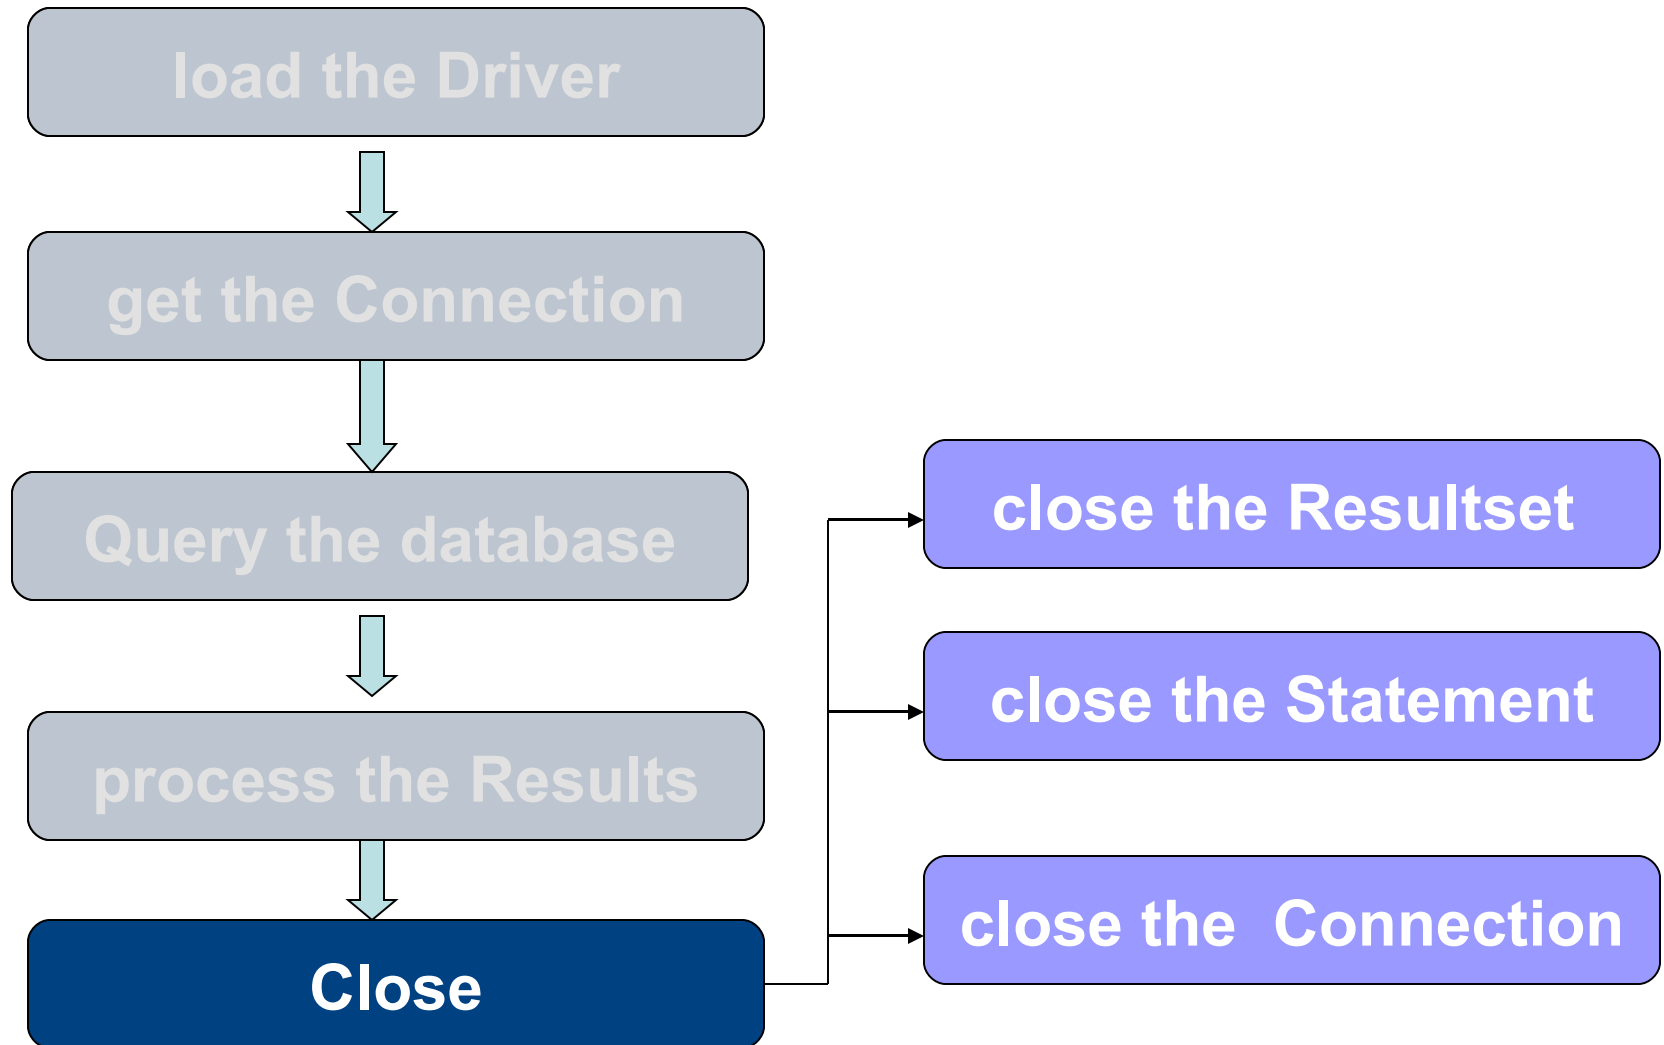 load the Driver
get the Connection
Query the database
process the Results
Close
close the Resultset
close the Statement
close the  Connection